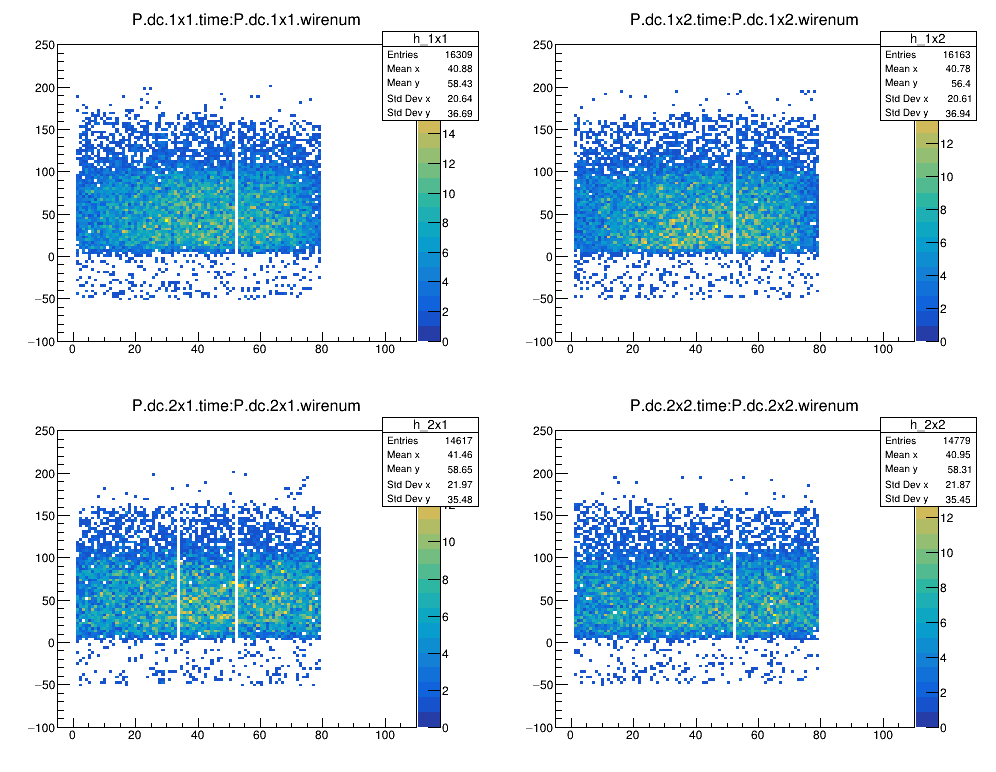 P.dc.1x1.time:P.dc.1x1.wirenum
h_1x1
Entries 16309
Mean x 40.88
Mean y 58.43
Std Dev x 20.64
Std Dev y 36.69
250
200
150
100
50
0
−50
−100
0 20 40 60 80 100
14
12
10
8
6
4
2
0
P.dc.1x2.time:P.dc.1x2.wirenum
h_1x2
Entries 16163
Mean x 40.78
Mean y 56.4
Std Dev x 20.61
Std Dev y 36.94
250
200
150
100
50
0
−50
−100
0 20 40 60 80 100
12
10
8
6
4
2
0
P.dc.2x1.time:P.dc.2x1.wirenum
h_2x1
Entries 14617
Mean x 41.46
Mean y 58.65
Std Dev x 21.97
Std Dev y 35.48
250
200
150
100
50
0
−50
−100
0 20 40 60 80 100
12
10
8
6
4
2
0
P.dc.2x2.time:P.dc.2x2.wirenum
h_2x2
Entries 14779
Mean x 40.95
Mean y 58.31
Std Dev x 21.87
Std Dev y 35.45
250
200
150
100
50
0
−50
−100
0 20 40 60 80 100
12
10
8
6
4
2
0